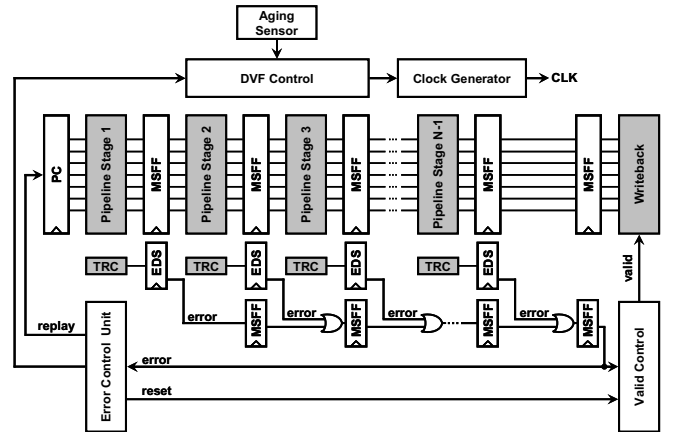 Aging
Sensor
DVF Control
Clock Generator
CLK
PC
Pipeline Stage 1
MSFF
Pipeline Stage 2
MSFF
Pipeline Stage 3
MSFF
Pipeline Stage N-1
MSFF
MSFF
Writeback
TRC
EDS
TRC
EDS
TRC
EDS
TRC
EDS
valid
replay
error
MSFF
error
MSFF
error
MSFF
error
MSFF
Error Control Unit
error
reset
Valid Control